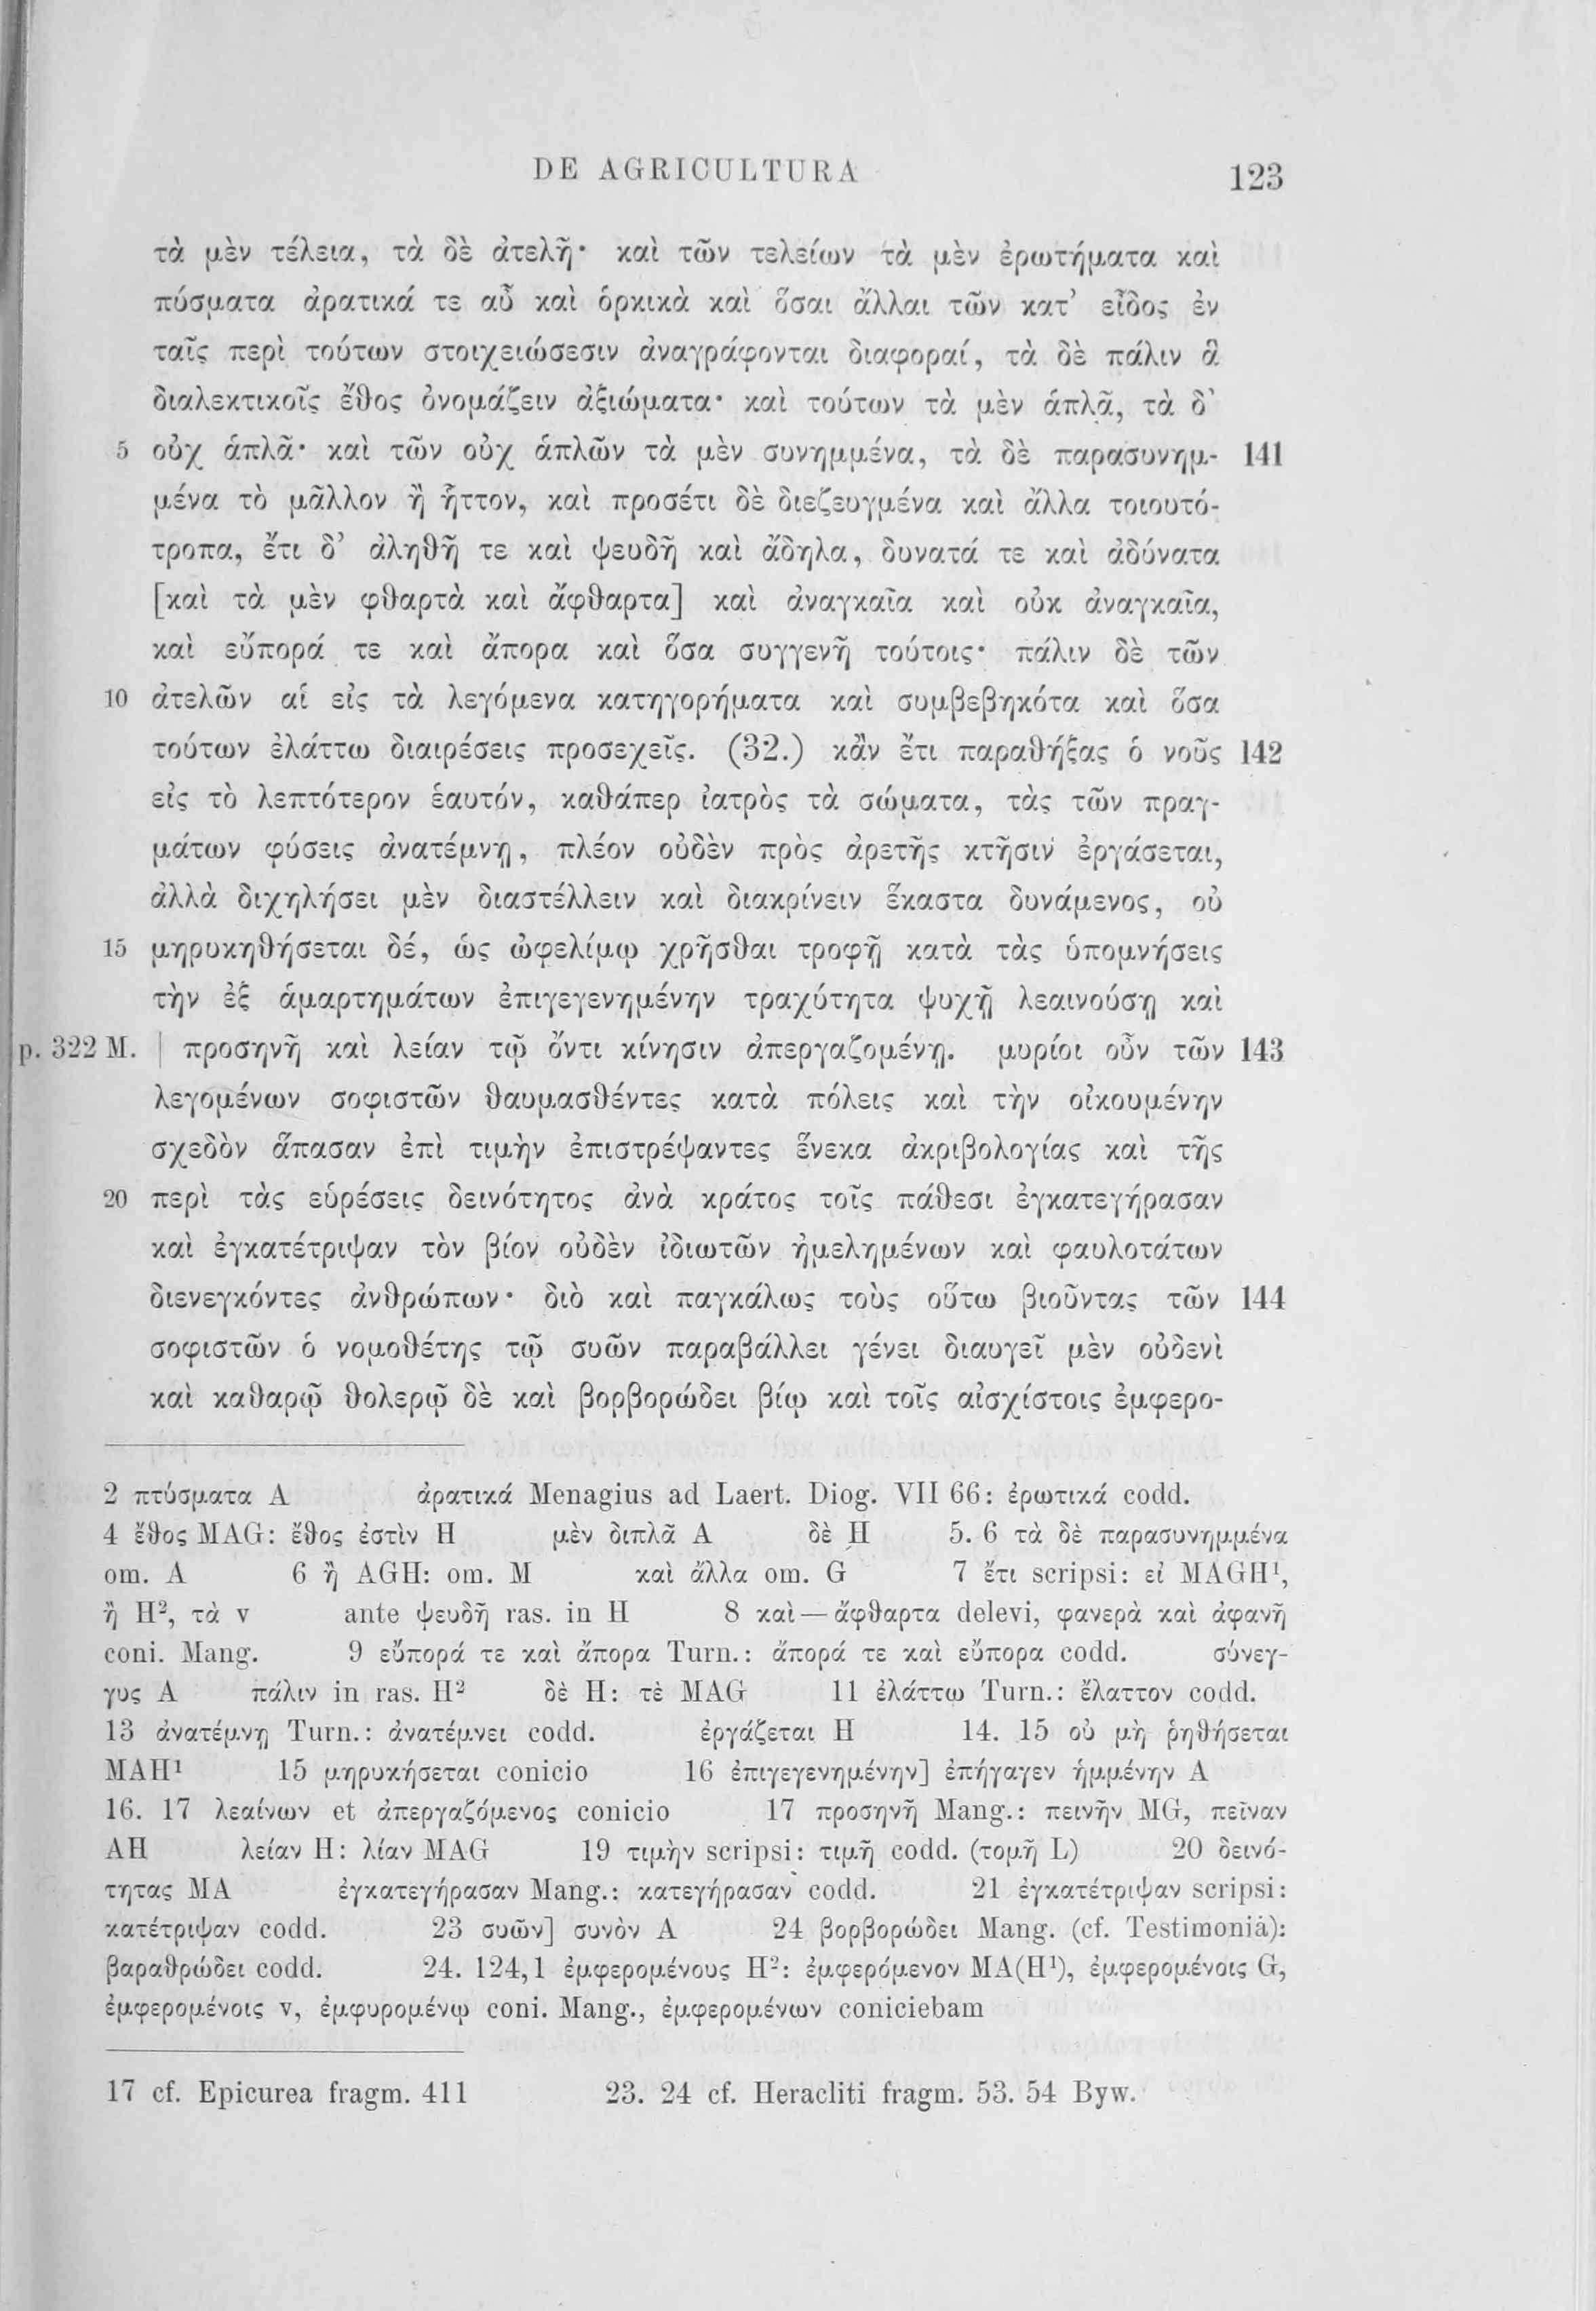 DE AGRICULTURA 123
τὰ μὲν τέλεια, τὰ δὲ ἀτελῆ· καὶ τῶν τελείων τὰ μὲν ἐρωτήματα καὶ
πύσματα ἀρατικά τε αὖ καὶ ὁρκικὰ καὶ ὅσαι ἄλλαι τῶν κατ’ εἶδος ἐν
ταῖς περὶ τούτων στοιχειώσεσιν ἀναγράφονται διαφοραί, τὰ δὲ πάλιν ἃ
διαλεκτικοῖς ἔθος ὀνομάζειν ἀξιώματα· καὶ τούτων τὰ μὲν ἁπλᾶ, τὰ δ’
5 οὐχ ἁπλᾶ· καὶ τῶν οὐχ ἁπλῶν τὰ μὲν συνημμένα, τὰ δὲ παρασυνημ- 141
μένα τὸ μᾶλλον ἢ ἧττον, καὶ προσέτι δὲ διεζευγμένα καὶ ἄλλα τοιουτό-
τροπα, ἔτι δ’ ἀληθῆ τε καὶ ψευδῆ καὶ ἄδηλα, δυνατά τε καὶ ἀδύνατα
[καὶ τὰ μὲν φθαρτὰ καὶ ἄφθαρτα] καὶ ἀναγκαῖα καὶ οὐκ ἀναγκαῖα,
καὶ εὔπορά τε καὶ ἄπορα καὶ ὅσα συγγενῆ τούτοις· πάλιν δὲ τῶν
10 ἀτελῶν αἱ εἰς τὰ λεγόμενα κατηγορήματα καὶ συμβεβηκότα καὶ ὅσα
τούτων ἐλάττω διαιρέσεις προσεχεῖς. (32.) κἂν ἔτι παραθήξας ὁ νοῦς 142
εἰς τὸ λεπτότερον ἑαυτόν, καθάπερ ἰατρὸς τὰ σώματα, τὰς τῶν πραγ-
μάτων φύσεις ἀνατέμνῃ, πλέον οὐδὲν πρὸς ἀρετῆς κτῆσιν ἐργάσεται,
ἀλλὰ διχηλήσει μὲν διαστέλλειν καὶ διακρίνειν ἕκαστα δυνάμενος, οὐ
15 μηρυκηθήσεται δέ, ὡς ὠφελίμῳ χρῆσθαι τροφῇ κατὰ τὰς ὑπομνήσεις
τὴν ἐξ ἁμαρτημάτων ἐπιγεγενημένην τραχύτητα ψυχῇ λεαινούσῃ καὶ
p. 322 M. | προσηνῆ καὶ λείαν τῷ ὄντι κίνησιν ἀπεργαζομένῃ. μυρίοι οὖν τῶν 143
λεγομένων σοφιστῶν θαυμασθέντες κατὰ πόλεις καὶ τὴν οἰκουμένην
σχεδὸν ἅπασαν ἐπὶ τιμὴν ἐπιστρέψαντες ἕνεκα ἀκριβολογίας καὶ τῆς
20 περὶ τὰς εὑρέσεις δεινότητος ἀνὰ κράτος τοῖς πάθεσι ἐγκατεγήρασαν
καὶ ἐγκατέτριψαν τὸν βίον οὐδὲν ἰδιωτῶν ἠμελημένων καὶ φαυλοτάτων
διενεγκόντες ἀνθρώπων· διὸ καὶ παγκάλως τοὺς οὕτω βιοῦντας τῶν 144
σοφιστῶν ὁ νομοθέτης τῷ συῶν παραβάλλει γένει διαυγεῖ μὲν οὐδενὶ
καὶ καθαρῷ θολερῷ δὲ καὶ βορβορώδει βίῳ καὶ τοῖς αἰσχίστοις ἐμφερο-
2 πτύσματα A ἀρατικά Menagius ad Laert. Diog. VII 66: ἐρωτικά codd.
4 ἔθος MAG: ἔθος ἐστὶν H μὲν διπλᾶ A δὲ H 5. 6 τὰ δὲ παρασυνημμένα
om. A 6 ἢ AGH: om. M καὶ ἄλλα om. G 7 ἔτι scripsi: εἰ MAGH¹,
ἢ H², τὰ v ante ψευδῆ ras. in H 8 καὶ—ἄφθαρτα delevi, φανερὰ καὶ ἀφανῆ
coni. Mang. 9 εὔπορά τε καὶ ἄπορα Turn.: ἄπορά τε καὶ εὔπορα codd. σύνεγ-
γυς A πάλιν in ras. H² δὲ H: τὲ MAG 11 ἐλάττω Turn.: ἔλαττον codd.
13 ἀνατέμνῃ Turn.: ἀνατέμνει codd. ἐργάζεται H 14. 15 οὐ μὴ ῥηθήσεται
MAH¹ 15 μηρυκήσεται conicio 16 ἐπιγεγενημένην] ἐπήγαγεν ἡμμένην A
16. 17 λεαίνων et ἀπεργαζόμενος conicio 17 προσηνῆ Mang.: πεινῆν MG, πεῖναν
AH λείαν H: λίαν MAG 19 τιμὴν scripsi: τιμῇ codd. (τομῇ L) 20 δεινό-
τητας MA ἐγκατεγήρασαν Mang.: κατεγήρασαν codd. 21 ἐγκατέτριψαν scripsi:
κατέτριψαν codd. 23 συῶν] συνὸν A 24 βορβορώδει Mang. (cf. Testimonia):
βαραθρώδει codd. 24. 124,1 ἐμφερομένους H²: ἐμφερόμενον MA(H¹), ἐμφερομένοις G,
ἐμφερομένοις v, ἐμφυρομένῳ coni. Mang., ἐμφερομένων coniciebam
17 cf. Epicurea fragm. 411 23. 24 cf. Heracliti fragm. 53. 54 Byw.